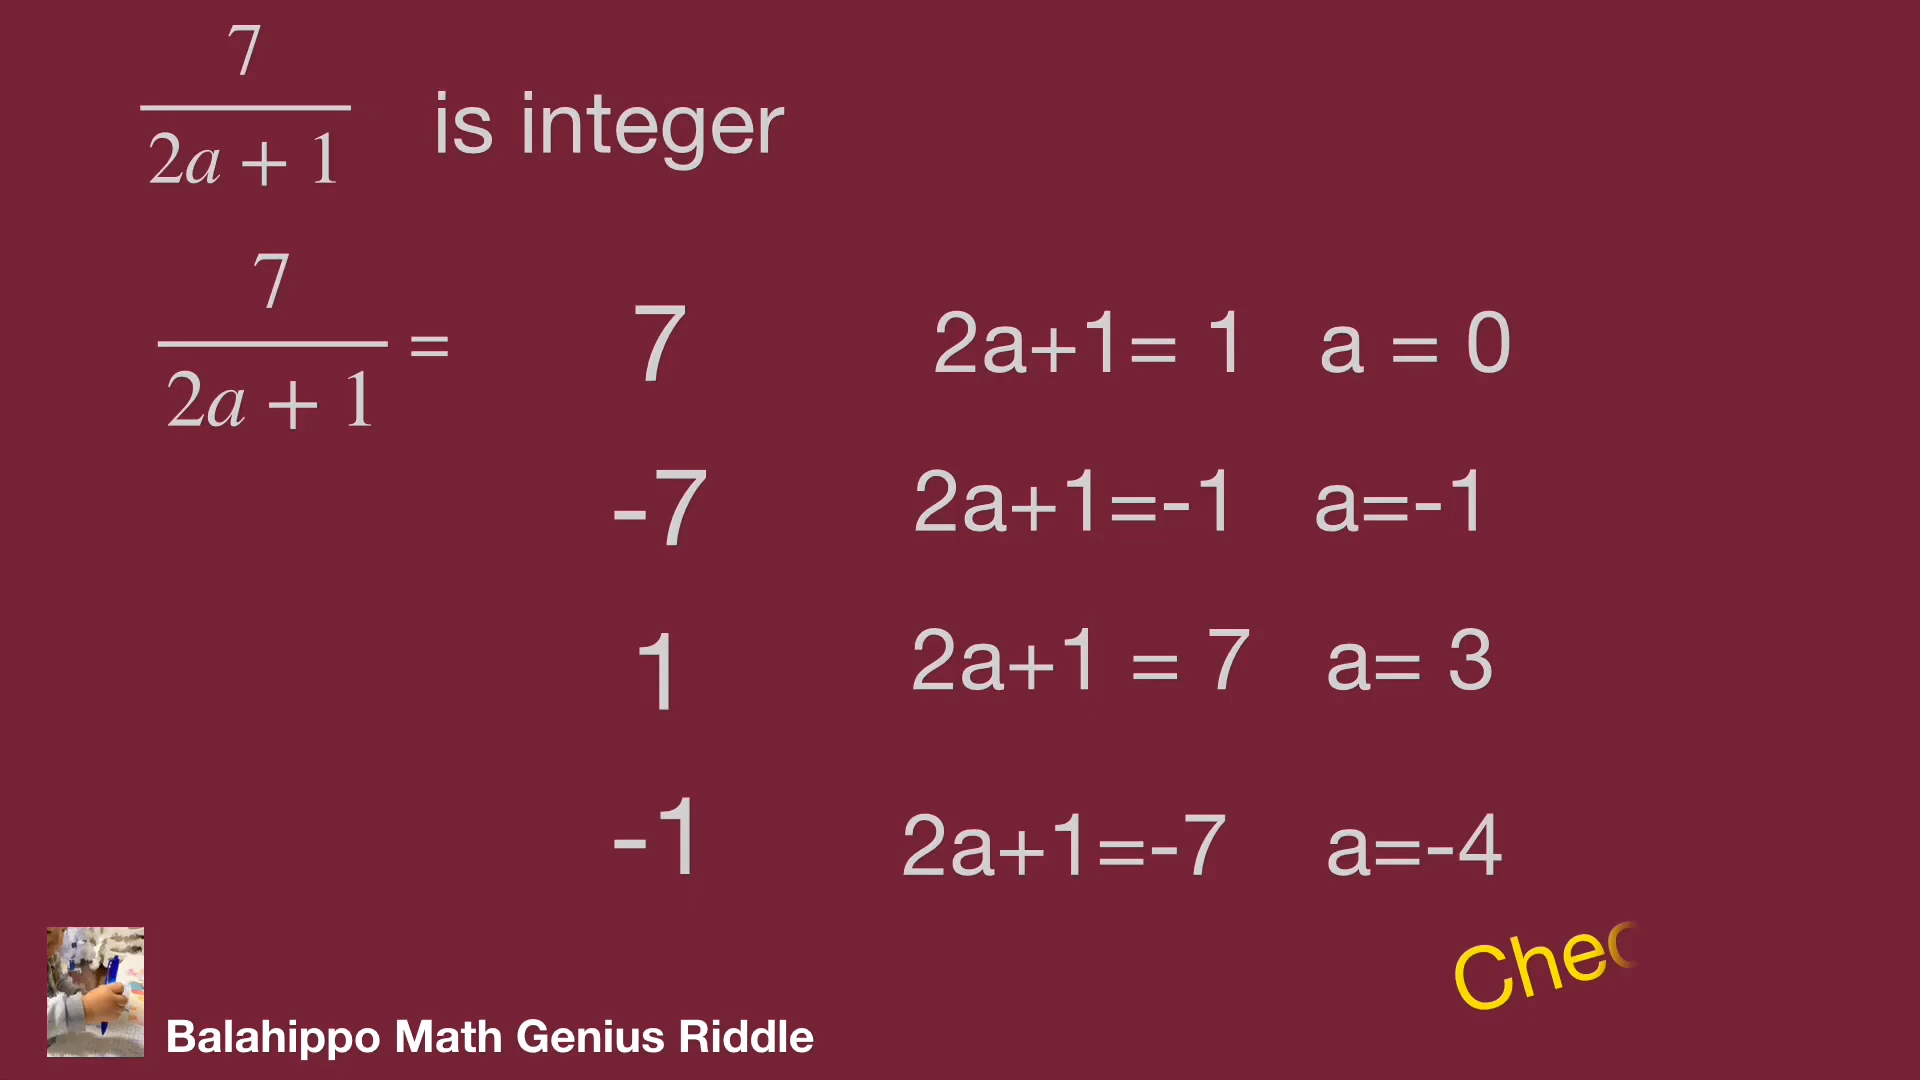 7
2a + 1
is integer
7
2a + 1
=
7 2a+1= 1 a = 0
-7 2a+1=-1 a=-1
1 2a+1 = 7 a= 3
-1 2a+1=-7 a=-4
Chec
Balahippo Math Genius Riddle